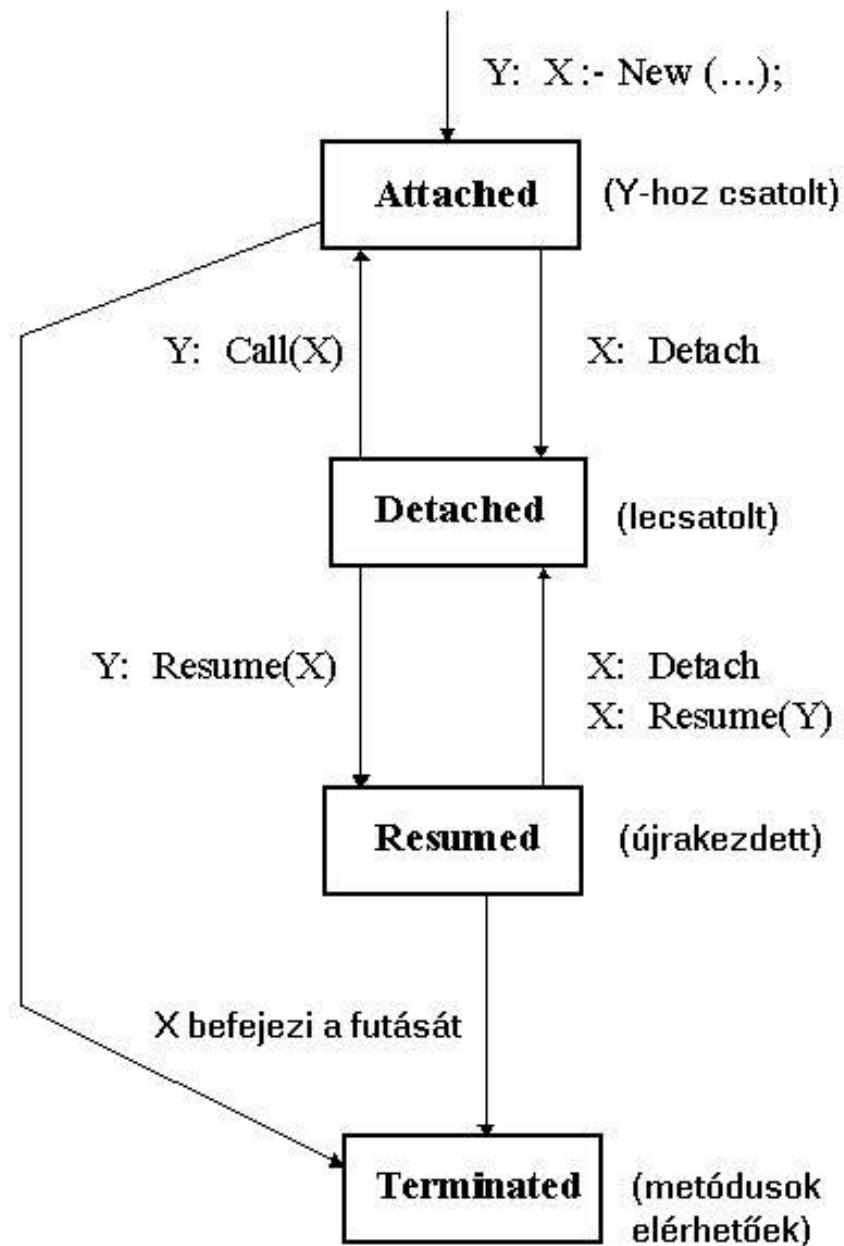 Y: X :- New (…);
Attached
(Y-hoz csatolt)
Y: Call(X)
X: Detach
Detached
(lecsatolt)
Y: Resume(X)
X: Detach
X: Resume(Y)
Resumed
(újrakezdett)
X befejezi a futását
Terminated
(metódusok
elérhetőek)